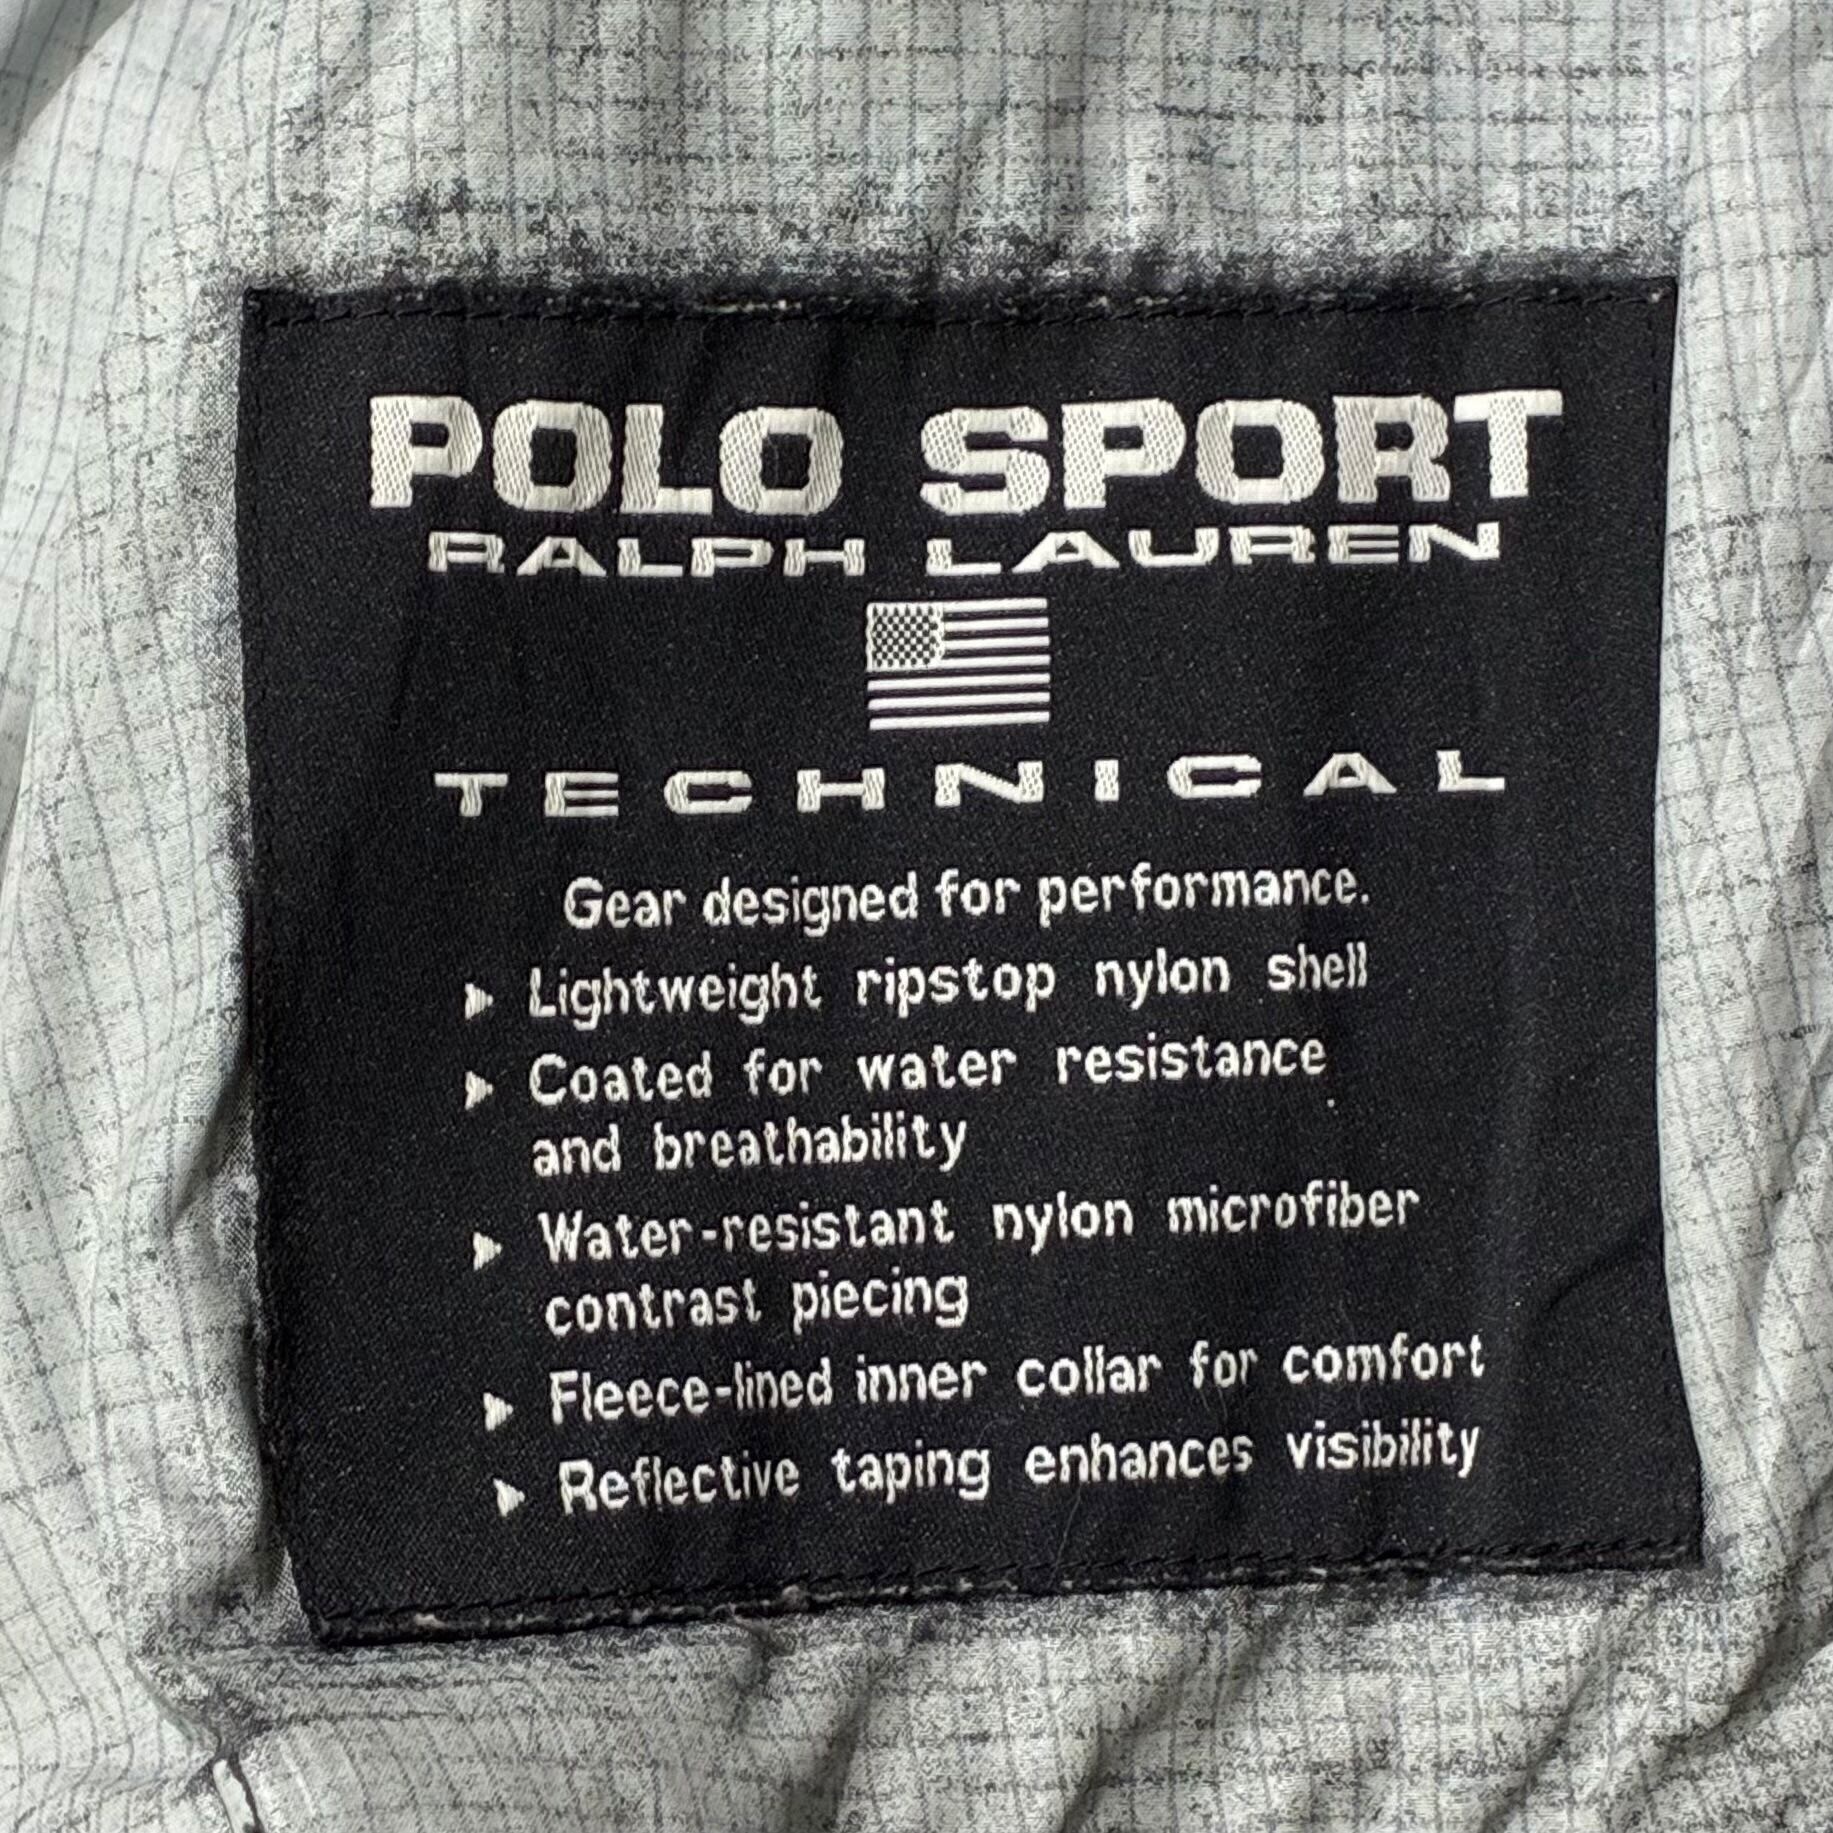 POLO SPORT
RALPH LAUREN
TECHNICAL
Gear designed for performance.
▶ Lightweight ripstop nylon shell
▶ Coated for water resistance
and breathability
▶ Water-resistant nylon microfiber
contrast piecing
▶ Fleece-lined inner collar for comfort
▶ Reflective taping enhances visibility